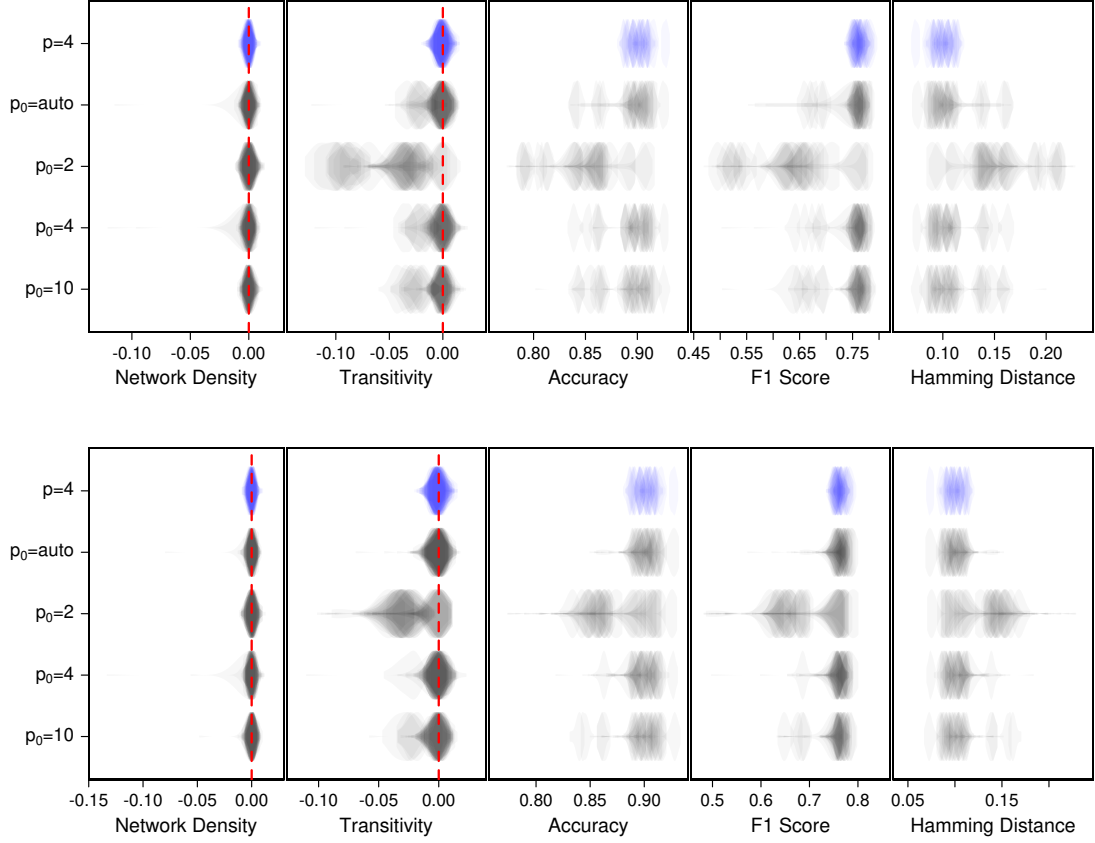 p=4
p₀=auto
p₀=2
p₀=4
p₀=10
-0.10 -0.05 0.00
-0.10 -0.05 0.00
0.80 0.85 0.90
0.45 0.55 0.65 0.75
0.10 0.15 0.20
Network Density
Transitivity
Accuracy
F1 Score
Hamming Distance
p=4
p₀=auto
p₀=2
p₀=4
p₀=10
-0.15 -0.10 -0.05 0.00
-0.10 -0.05 0.00
0.80 0.85 0.90
0.5 0.6 0.7 0.8
0.05 0.15
Network Density
Transitivity
Accuracy
F1 Score
Hamming Distance